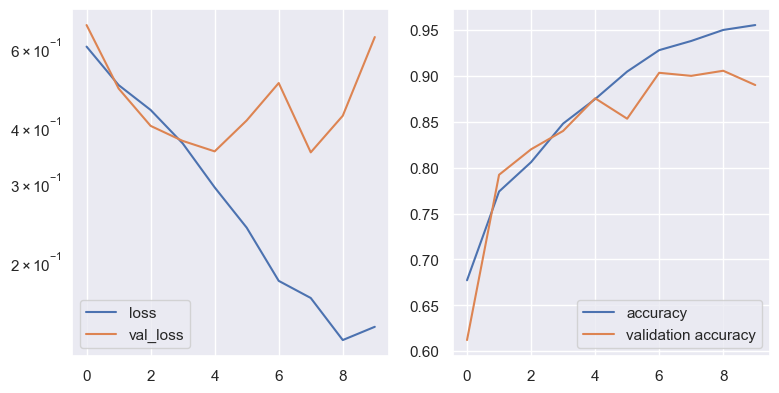 6 × 10⁻¹
4 × 10⁻¹
3 × 10⁻¹
2 × 10⁻¹
loss
val_loss
0 2 4 6 8
0.95
0.90
0.85
0.80
0.75
0.70
0.65
0.60
accuracy
validation accuracy
0 2 4 6 8